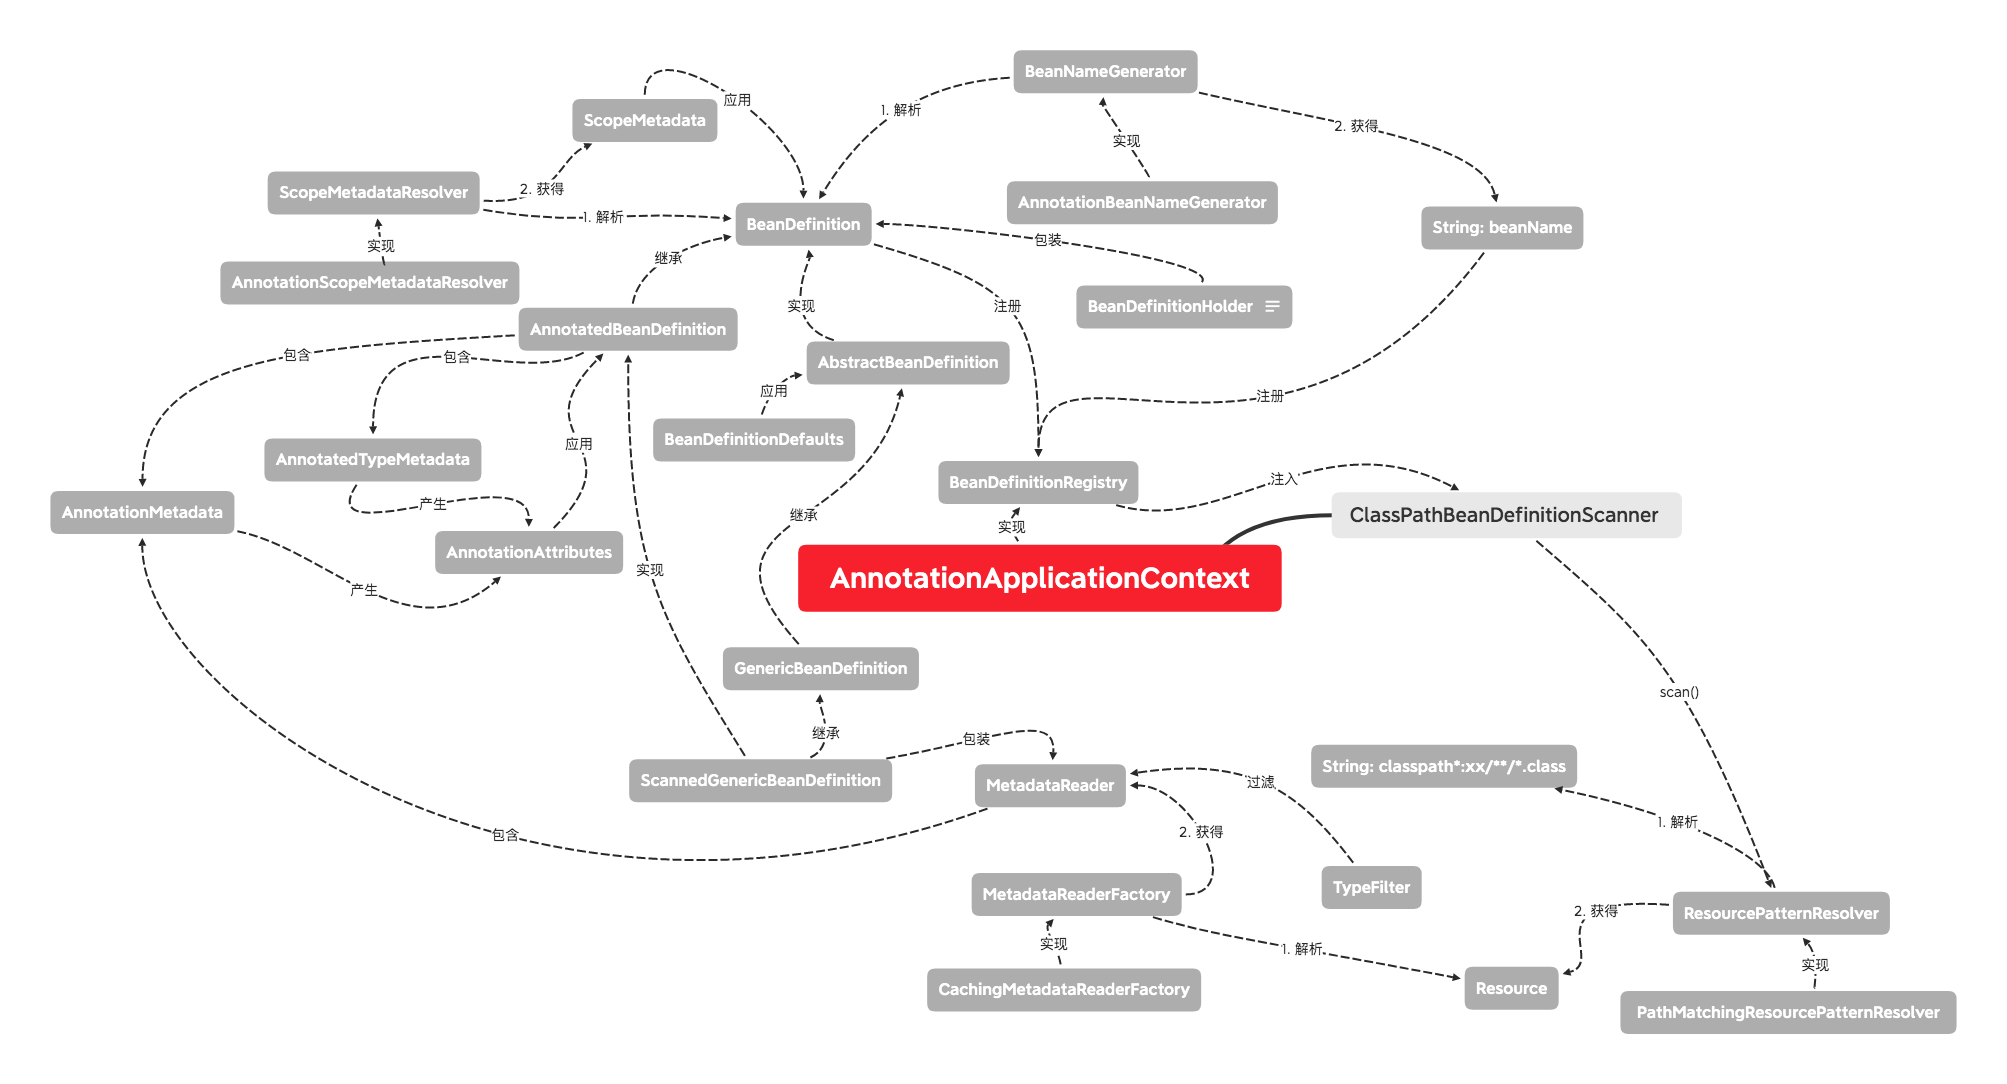 BeanNameGenerator
应用
ScopeMetadata
1. 解析
2. 获得
实现
ScopeMetadataResolver
2. 获得
AnnotationBeanNameGenerator
1. 解析
BeanDefinition
String: beanName
实现
包装
继承
AnnotationScopeMetadataResolver
实现
注册
BeanDefinitionHolder
AnnotatedBeanDefinition
包含
包含
AbstractBeanDefinition
应用
注册
BeanDefinitionDefaults
应用
AnnotatedTypeMetadata
BeanDefinitionRegistry
注入
产生
AnnotationMetadata
继承
ClassPathBeanDefinitionScanner
实现
AnnotationAttributes
实现
AnnotationApplicationContext
产生
GenericBeanDefinition
scan()
继承
包装
String: classpath*:xx/**/*.class
ScannedGenericBeanDefinition
MetadataReader
过滤
1. 解析
包含
2. 获得
TypeFilter
MetadataReaderFactory
2. 获得
ResourcePatternResolver
实现
1. 解析
实现
CachingMetadataReaderFactory
Resource
PathMatchingResourcePatternResolver